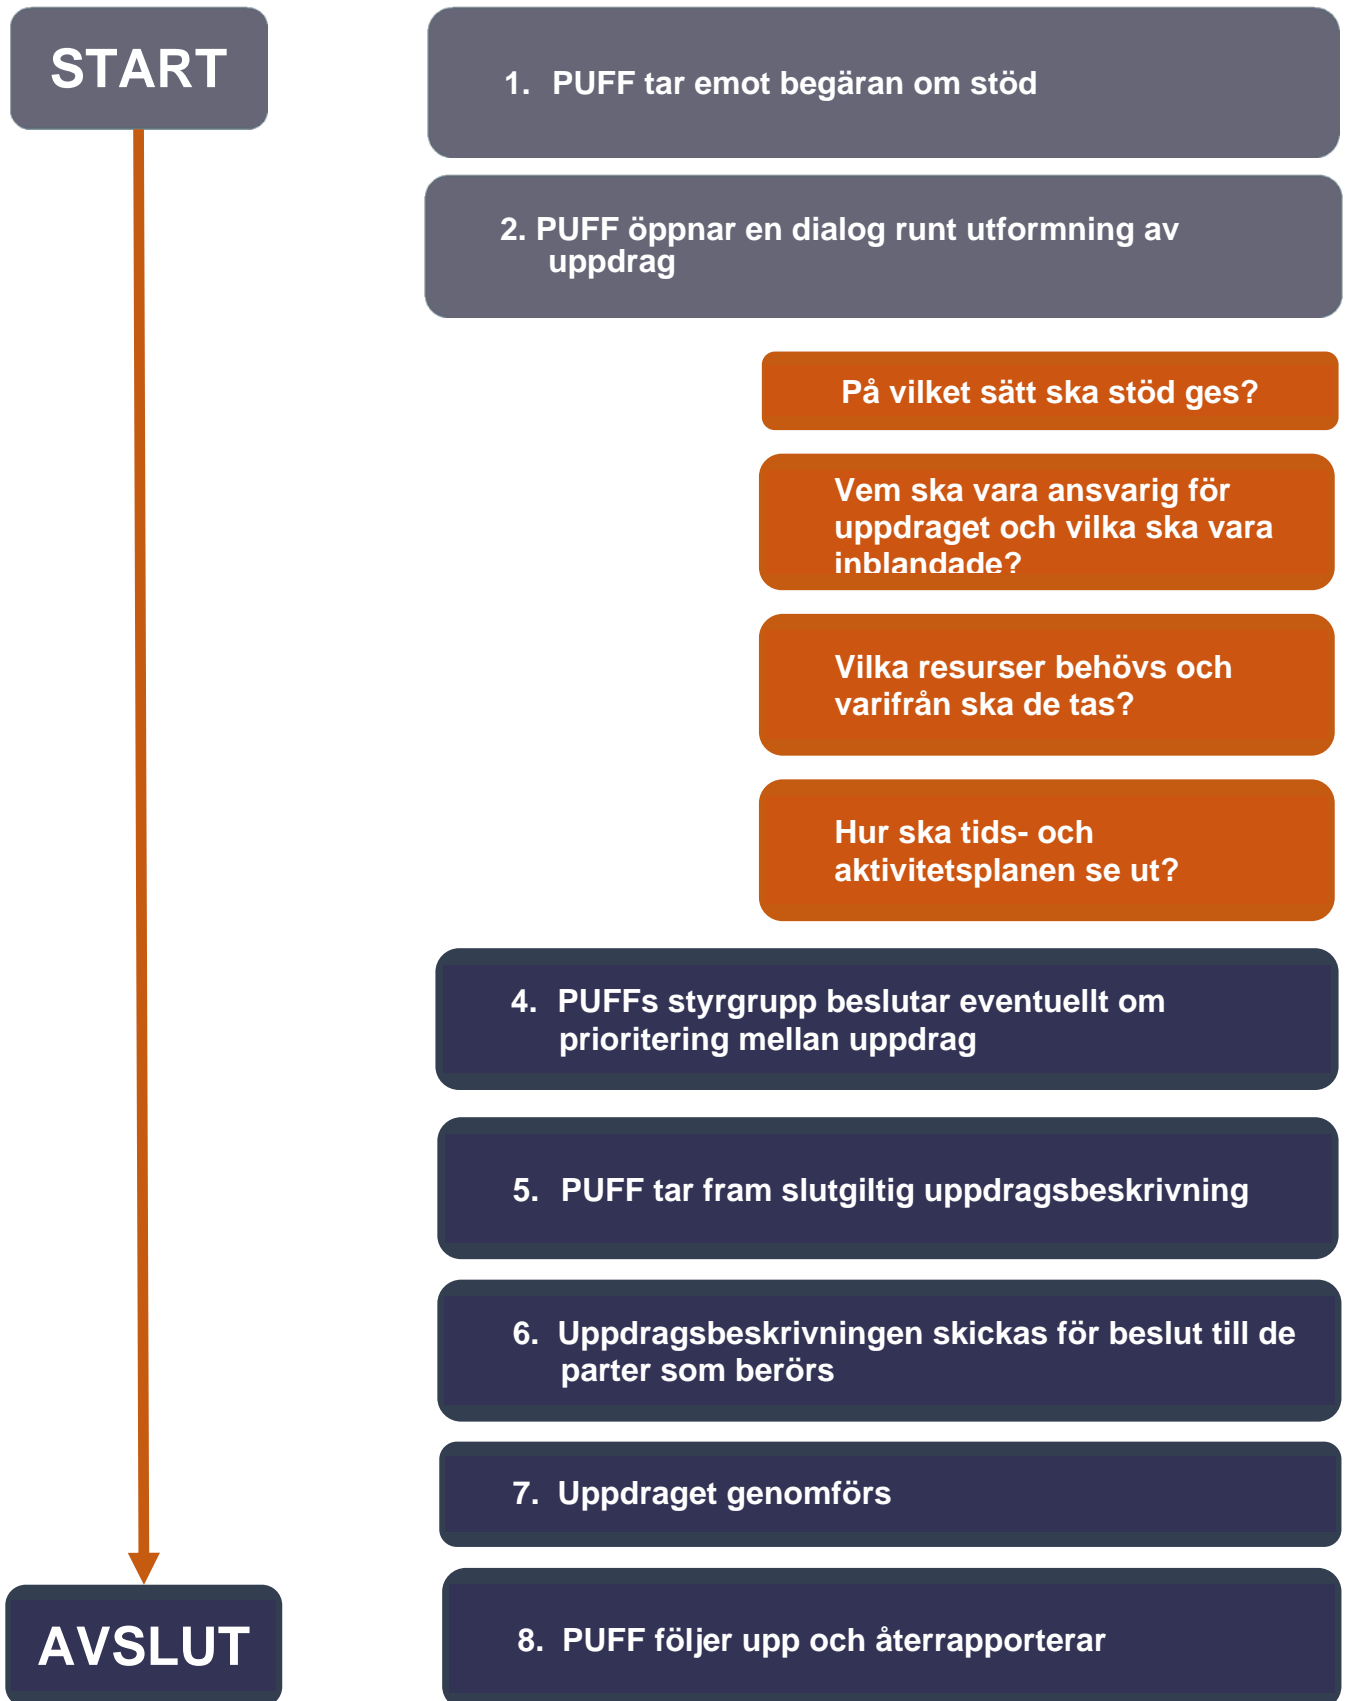 START
1. PUFF tar emot begäran om stöd
2. PUFF öppnar en dialog runt utformning av
uppdrag
På vilket sätt ska stöd ges?
Vem ska vara ansvarig för
uppdraget och vilka ska vara
inblandade?
Vilka resurser behövs och
varifrån ska de tas?
Hur ska tids- och
aktivitetsplanen se ut?
4. PUFFs styrgrupp beslutar eventuellt om
prioritering mellan uppdrag
5. PUFF tar fram slutgiltig uppdragsbeskrivning
6. Uppdragsbeskrivningen skickas för beslut till de
parter som berörs
7. Uppdraget genomförs
AVSLUT
8. PUFF följer upp och återrapporterar